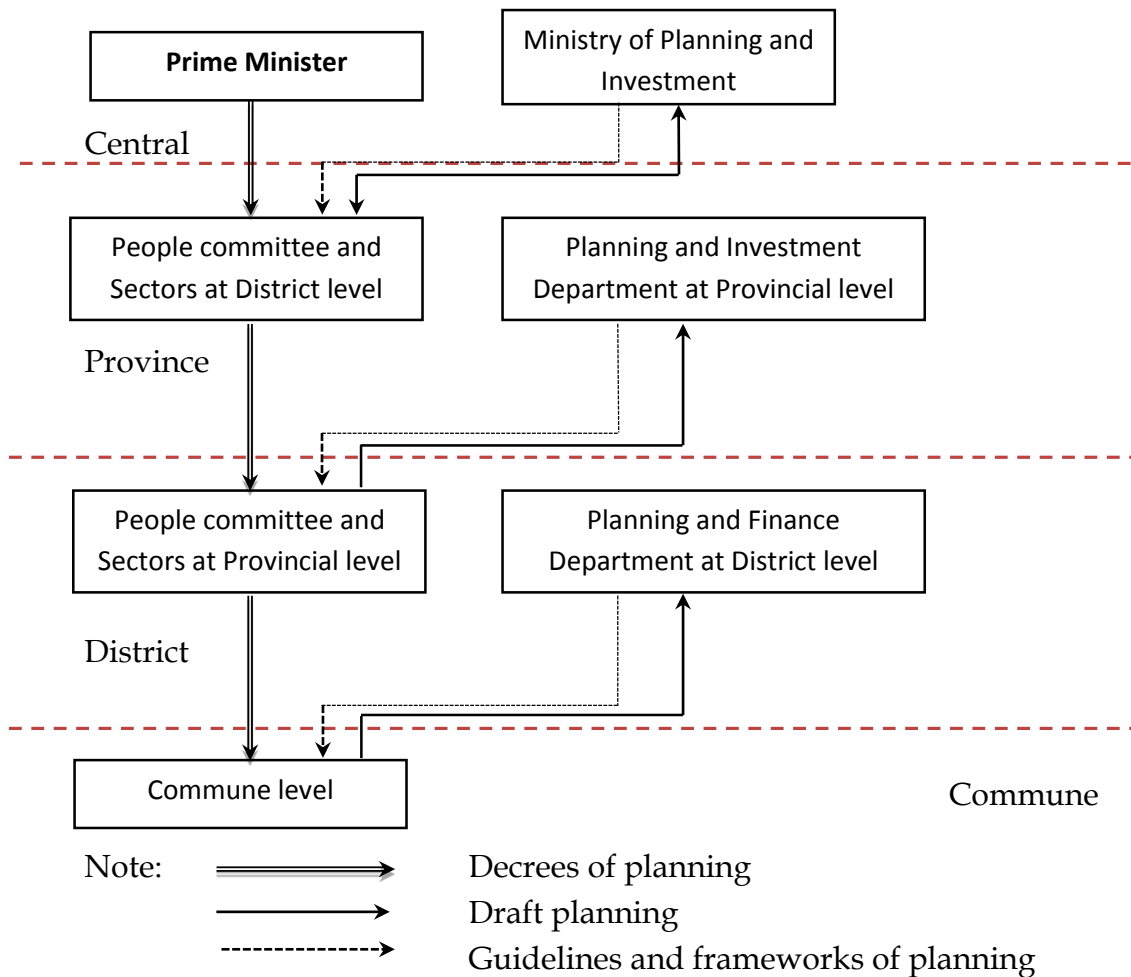 Prime Minister
Ministry of Planning and
Investment
Central
People committee and
Sectors at District level
Planning and Investment
Department at Provincial level
Province
People committee and
Sectors at Provincial level
Planning and Finance
Department at District level
District
Commune level
Commune
Note:
Decrees of planning
Draft planning
Guidelines and frameworks of planning